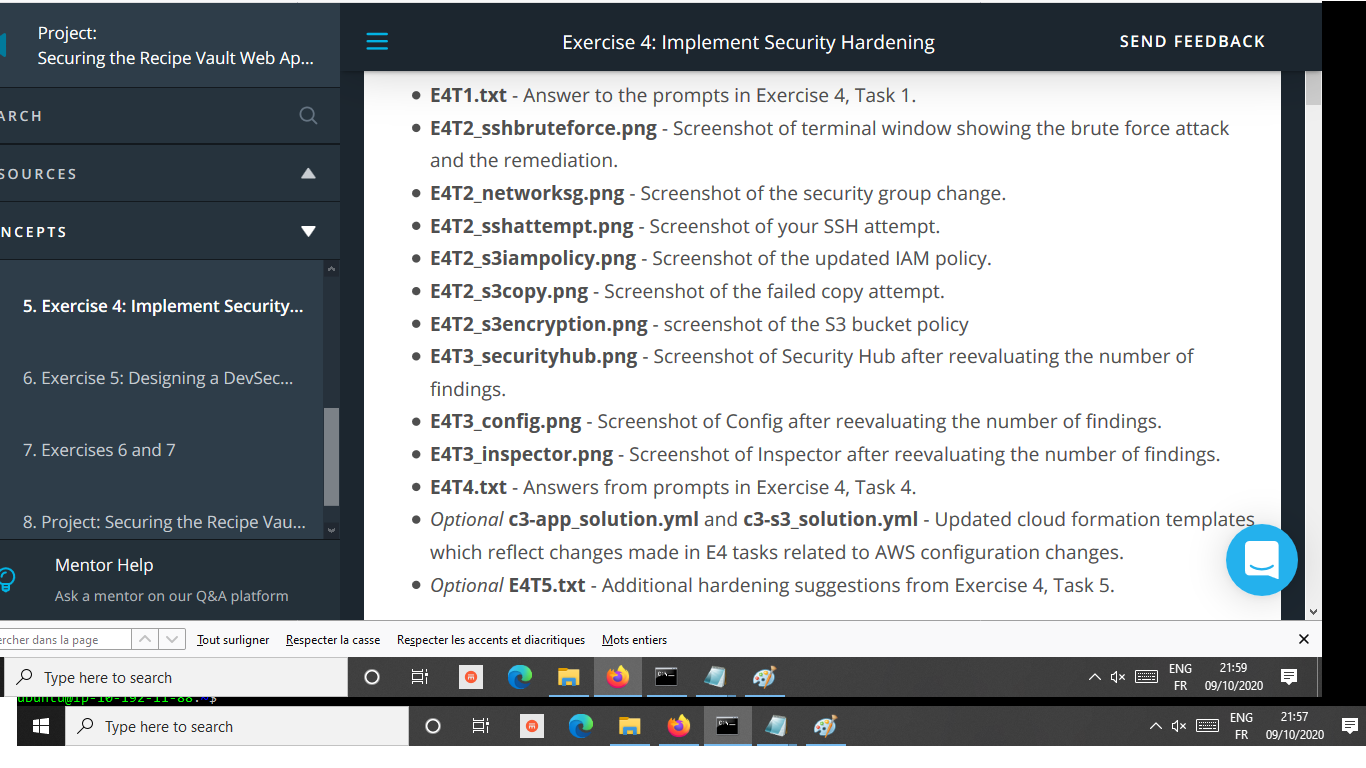 Project:
Securing the Recipe Vault Web Ap...
Exercise 4: Implement Security Hardening
SEND FEEDBACK
ARCH
SOURCES
NCEPTS
5. Exercise 4: Implement Security...
6. Exercise 5: Designing a DevSec...
7. Exercises 6 and 7
8. Project: Securing the Recipe Vau...
Mentor Help
Ask a mentor on our Q&A platform
• E4T1.txt - Answer to the prompts in Exercise 4, Task 1.
• E4T2_sshbruteforce.png - Screenshot of terminal window showing the brute force attack
and the remediation.
• E4T2_networksg.png - Screenshot of the security group change.
• E4T2_sshattempt.png - Screenshot of your SSH attempt.
• E4T2_s3iampolicy.png - Screenshot of the updated IAM policy.
• E4T2_s3copy.png - Screenshot of the failed copy attempt.
• E4T2_s3encryption.png - screenshot of the S3 bucket policy
• E4T3_securityhub.png - Screenshot of Security Hub after reevaluating the number of
findings.
• E4T3_config.png - Screenshot of Config after reevaluating the number of findings.
• E4T3_inspector.png - Screenshot of Inspector after reevaluating the number of findings.
• E4T4.txt - Answers from prompts in Exercise 4, Task 4.
• Optional c3-app_solution.yml and c3-s3_solution.yml - Updated cloud formation templates
which reflect changes made in E4 tasks related to AWS configuration changes.
• Optional E4T5.txt - Additional hardening suggestions from Exercise 4, Task 5.
ercher dans la page
Tout surligner
Respecter la casse
Respecter les accents et diacritiques
Mots entiers
Type here to search
ENG
FR
21:59
09/10/2020
ubuntu@ip-10-192-11-88:~$
Type here to search
ENG
FR
21:57
09/10/2020